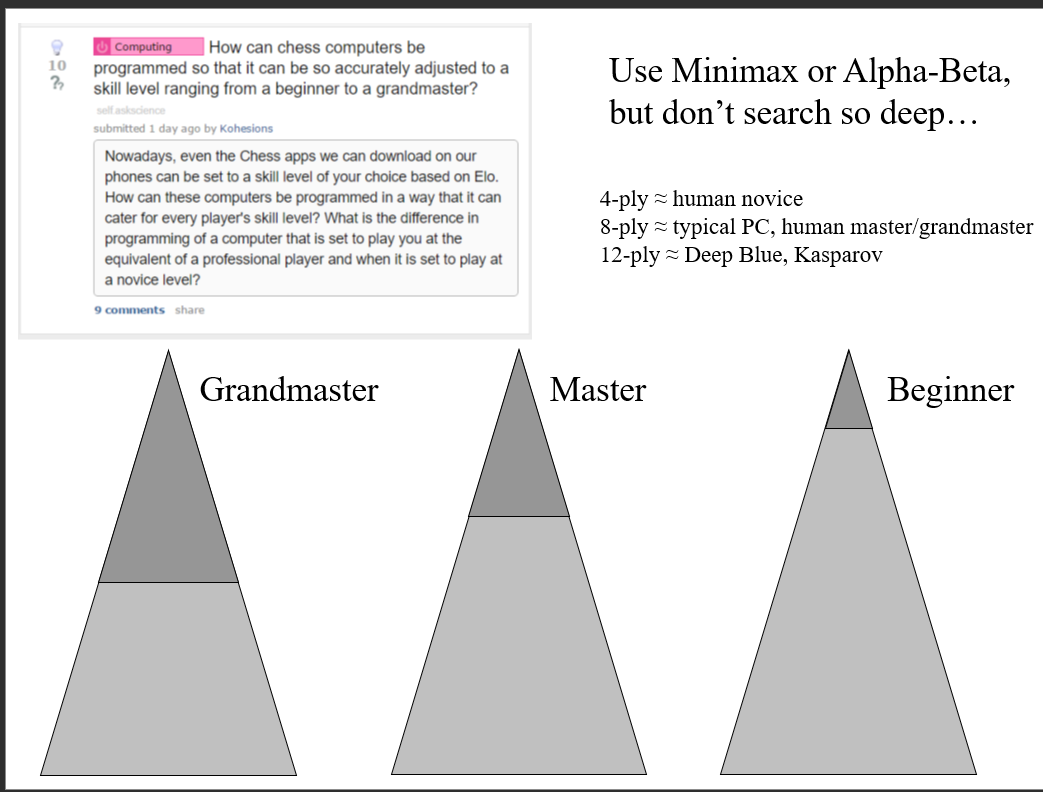 Computing How can chess computers be
10
programmed so that it can be so accurately adjusted to a
skill level ranging from a beginner to a grandmaster?
self.askscience
submitted 1 day ago by Kohesions
Nowadays, even the Chess apps we can download on our
phones can be set to a skill level of your choice based on Elo.
How can these computers be programmed in a way that it can
cater for every player's skill level? What is the difference in
programming of a computer that is set to play you at the
equivalent of a professional player and when it is set to play at
a novice level?
9 comments share
Use Minimax or Alpha-Beta,
but don’t search so deep…
4-ply ≈ human novice
8-ply ≈ typical PC, human master/grandmaster
12-ply ≈ Deep Blue, Kasparov
Grandmaster
Master
Beginner